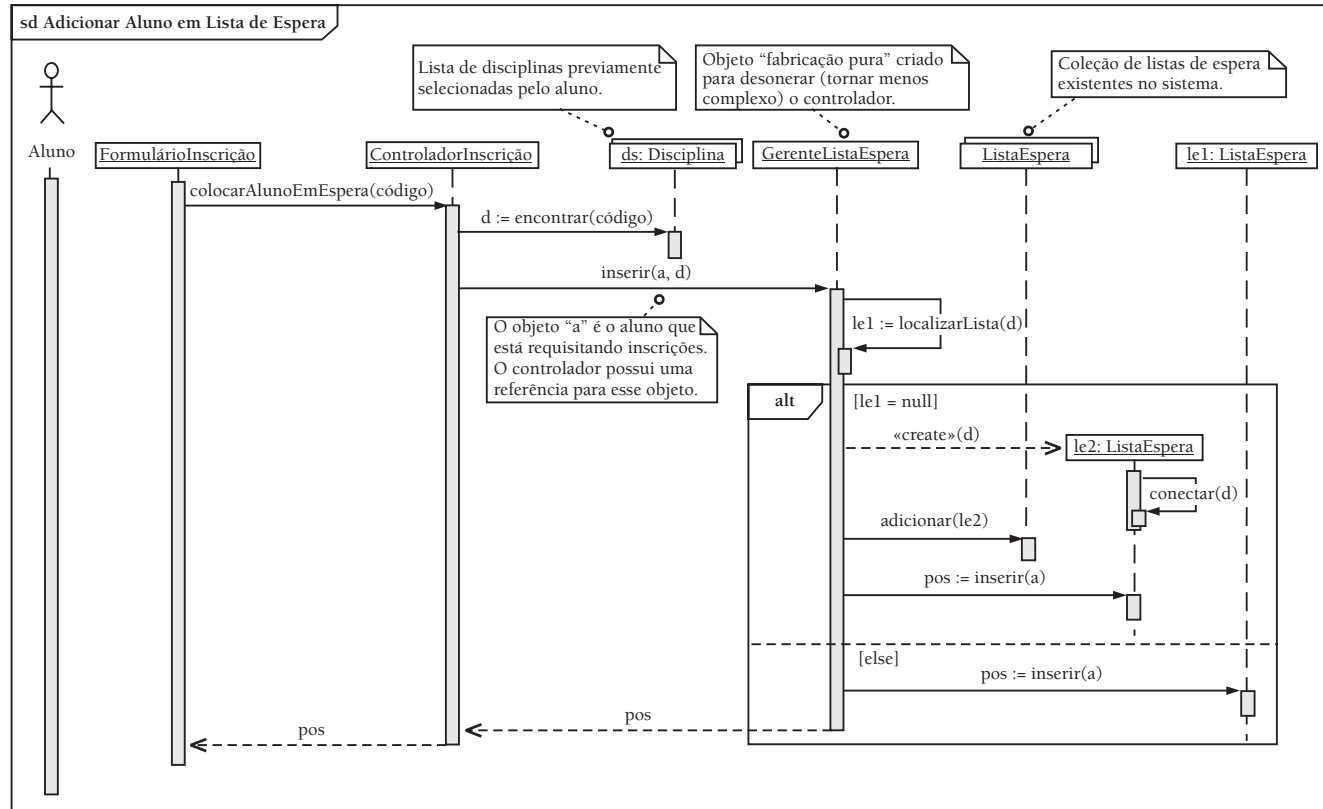 sd Adicionar Aluno em Lista de Espera
Lista de disciplinas previamente
selecionadas pelo aluno.
Objeto “fabricação pura” criado
para desonerar (tornar menos
complexo) o controlador.
Coleção de listas de espera
existentes no sistema.
Aluno
FormulárioInscrição
ControladorInscrição
ds: Disciplina
GerenteListaEspera
ListaEspera
le1: ListaEspera
colocarAlunoEmEspera(código)
d := encontrar(código)
inserir(a, d)
O objeto “a” é o aluno que
está requisitando inscrições.
O controlador possui uma
referência para esse objeto.
le1 := localizarLista(d)
alt
[le1 = null]
«create»(d)
le2: ListaEspera
conectar(d)
adicionar(le2)
pos := inserir(a)
[else]
pos := inserir(a)
pos
pos